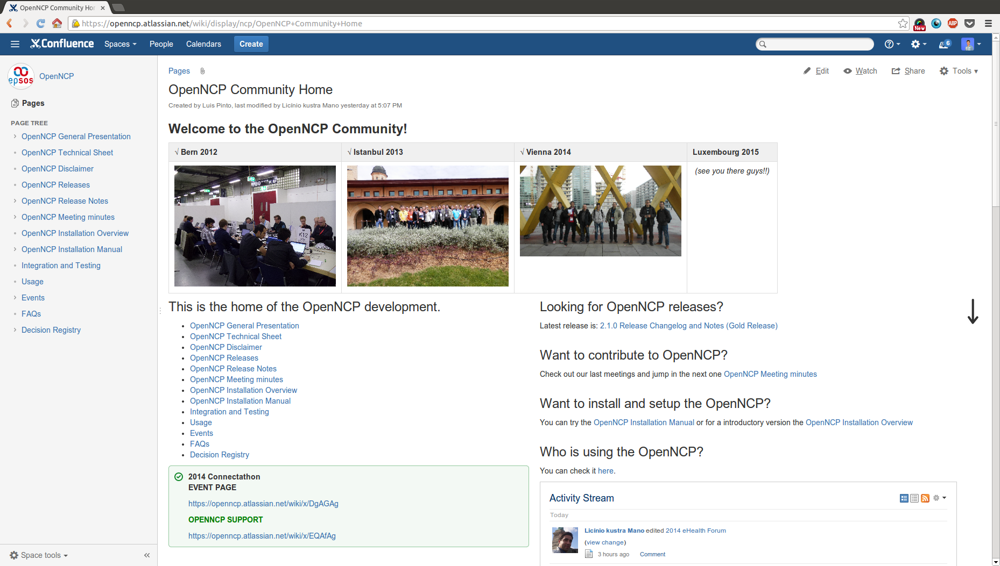 OpenNCP Community Hor
https://openncp.atlassian.net/wiki/display/ncp/OpenNCP+Community+Home
New
ABP
Confluence
Spaces
People
Calendars
Create
6
epsos
OpenNCP
Pages
PAGE TREE
OpenNCP General Presentation
OpenNCP Technical Sheet
OpenNCP Disclaimer
OpenNCP Releases
OpenNCP Release Notes
OpenNCP Meeting minutes
OpenNCP Installation Overview
OpenNCP Installation Manual
Integration and Testing
Usage
Events
FAQs
Decision Registry
Space tools
Pages
Edit
Watch
Share
Tools
OpenNCP Community Home
Created by Luis Pinto, last modified by Licínio kustra Mano yesterday at 5:07 PM
Welcome to the OpenNCP Community!
√ Bern 2012
√ Istanbul 2013
√ Vienna 2014
Luxembourg 2015
K12
(see you there guys!!)
This is the home of the OpenNCP development.
OpenNCP General Presentation
OpenNCP Technical Sheet
OpenNCP Disclaimer
OpenNCP Releases
OpenNCP Release Notes
OpenNCP Meeting minutes
OpenNCP Installation Overview
OpenNCP Installation Manual
Integration and Testing
Usage
Events
FAQs
Decision Registry
2014 Connectathon
EVENT PAGE
https://openncp.atlassian.net/wiki/x/DgAGAg
OPENNCP SUPPORT
https://openncp.atlassian.net/wiki/x/EQAfAg
Looking for OpenNCP releases?
Latest release is: 2.1.0 Release Changelog and Notes (Gold Release)
Want to contribute to OpenNCP?
Check out our last meetings and jump in the next one OpenNCP Meeting minutes
Want to install and setup the OpenNCP?
You can try the OpenNCP Installation Manual or for a introductory version the OpenNCP Installation Overview
Who is using the OpenNCP?
You can check it here.
Activity Stream
Today
Licínio kustra Mano edited 2014 eHealth Forum
(view change)
3 hours ago
Comment